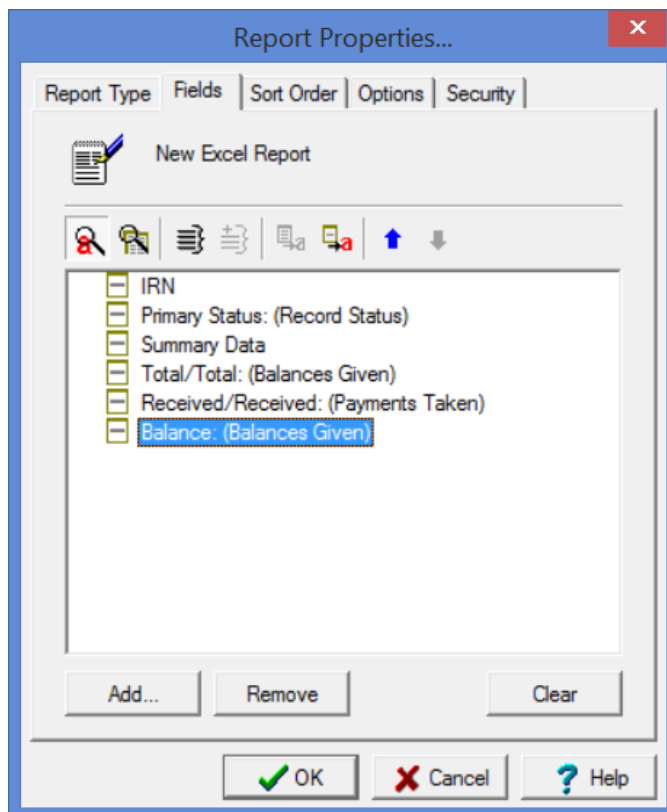 Report Properties...
x
Report Type Fields Sort Order Options Security
New Excel Report
IRN
Primary Status: (Record Status)
Summary Data
Total/Total: (Balances Given)
Received/Received: (Payments Taken)
Balance: (Balances Given)
Add... Remove Clear
OK Cancel ? Help